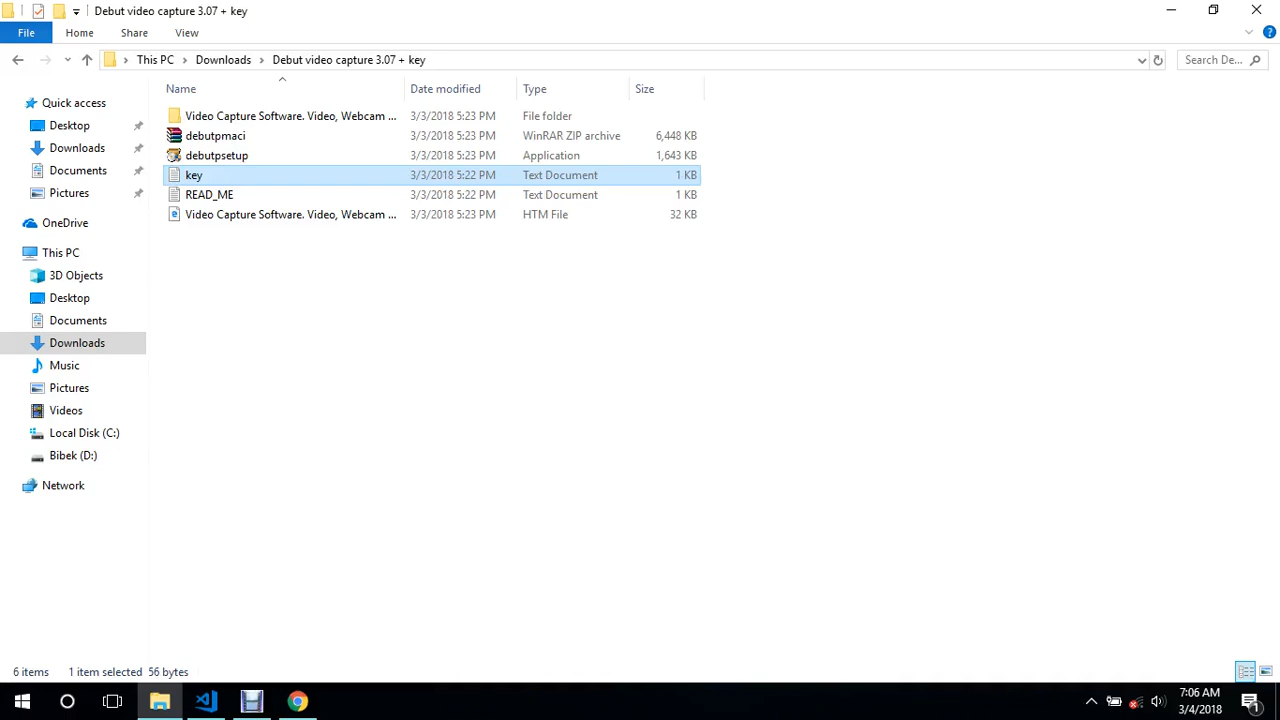 Debut video capture 3.07 + key
File Home Share View
This PC Downloads Debut video capture 3.07 + key Search De...
Name Date modified Type Size
Quick access
Desktop
Downloads
Documents
Pictures
OneDrive
This PC
3D Objects
Desktop
Documents
Downloads
Music
Pictures
Videos
Local Disk (C:)
Bibek (D:)
Network
Video Capture Software. Video, Webcam ... 3/3/2018 5:23 PM File folder
debutpmaci 3/3/2018 5:23 PM WinRAR ZIP archive 6,448 KB
debutpsetup 3/3/2018 5:23 PM Application 1,643 KB
key 3/3/2018 5:22 PM Text Document 1 KB
READ_ME 3/3/2018 5:22 PM Text Document 1 KB
Video Capture Software. Video, Webcam ... 3/3/2018 5:23 PM HTM File 32 KB
6 items 1 item selected 56 bytes
7:06 AM
3/4/2018
1